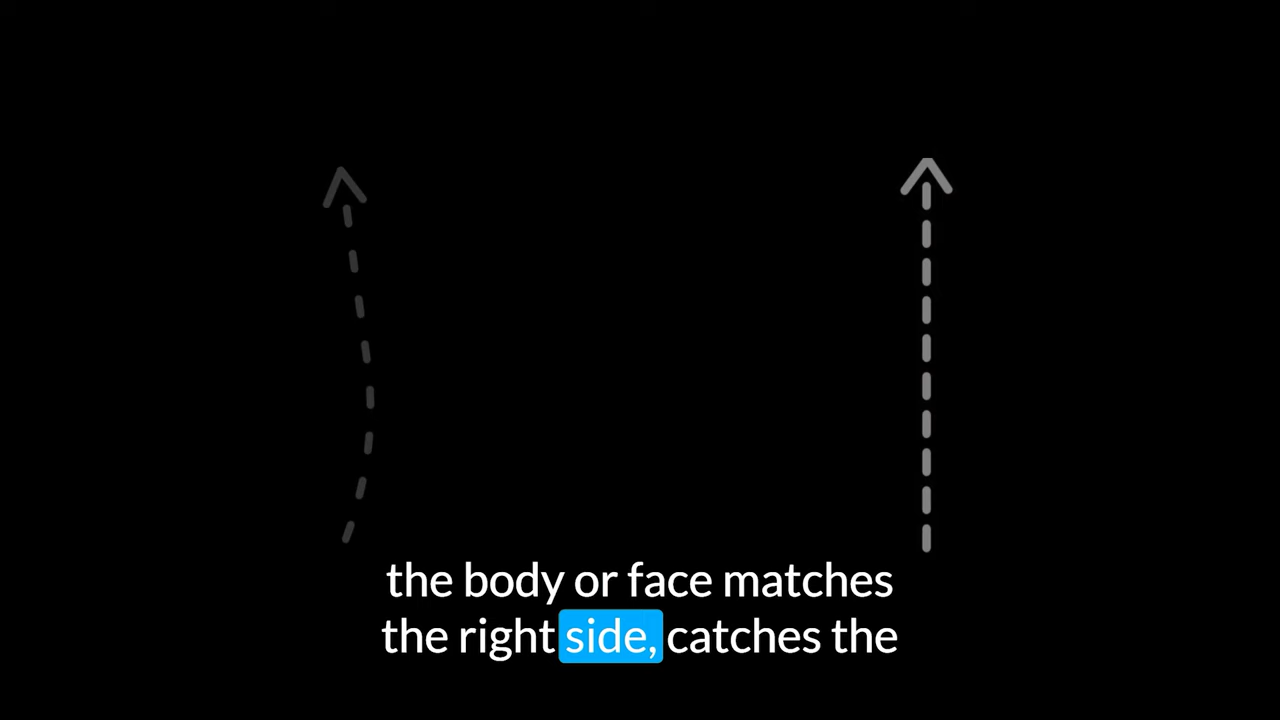 the body or face matches
the right side, catches the